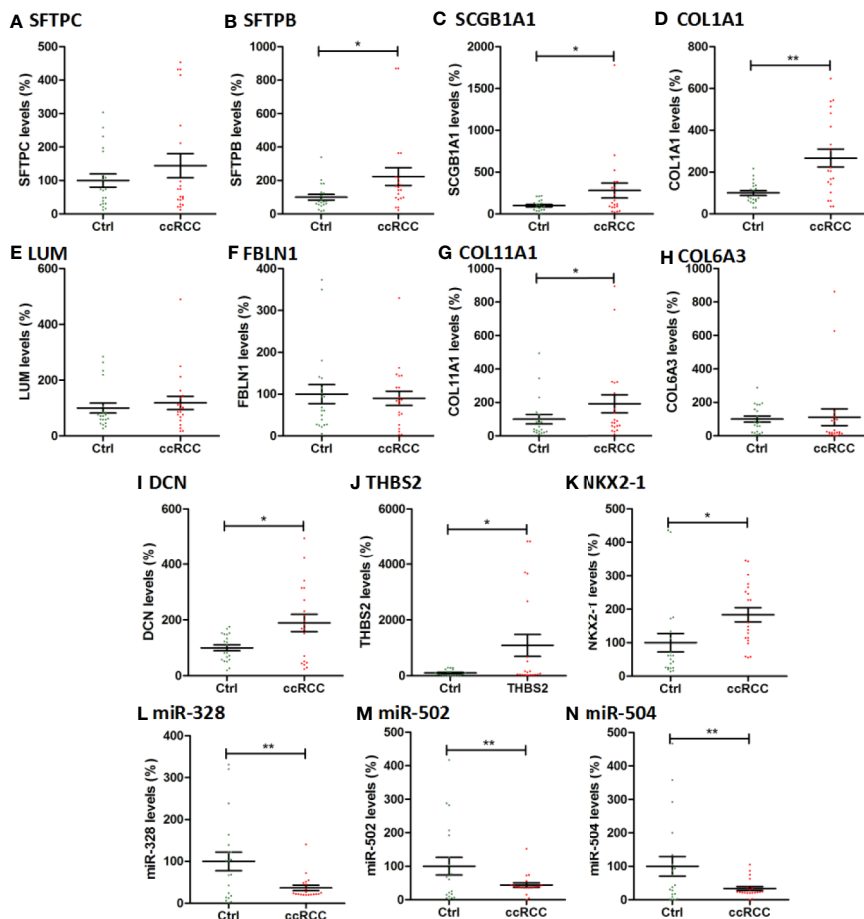 A SFTPC
SFTPC levels (%)
500
400
300
200
100
0
Ctrl ccRCC
B SFTPB
SFTPB levels (%)
1000
800
600
400
200
0
*
Ctrl ccRCC
C SCGB1A1
SCGB1A1 levels (%)
2000
1500
1000
500
0
*
Ctrl ccRCC
D COL1A1
COL1A1 levels (%)
800
600
400
200
0
**
Ctrl ccRCC
E LUM
LUM levels (%)
600
400
200
0
Ctrl ccRCC
F FBLN1
FBLN1 levels (%)
400
300
200
100
0
Ctrl ccRCC
G COL11A1
COL11A1 levels (%)
1000
800
600
400
200
0
*
Ctrl ccRCC
H COL6A3
COL6A3 levels (%)
1000
800
600
400
200
0
Ctrl ccRCC
I DCN
DCN levels (%)
600
400
200
0
*
Ctrl ccRCC
J THBS2
THBS2 levels (%)
6000
4000
2000
0
*
Ctrl THBS2
K NKX2-1
NKX2-1 levels (%)
500
400
300
200
100
0
*
Ctrl ccRCC
L miR-328
miR-328 levels (%)
400
300
200
100
0
**
Ctrl ccRCC
M miR-502
miR-502 levels (%)
500
400
300
200
100
0
**
Ctrl ccRCC
N miR-504
miR-504 levels (%)
500
400
300
200
100
0
**
Ctrl ccRCC